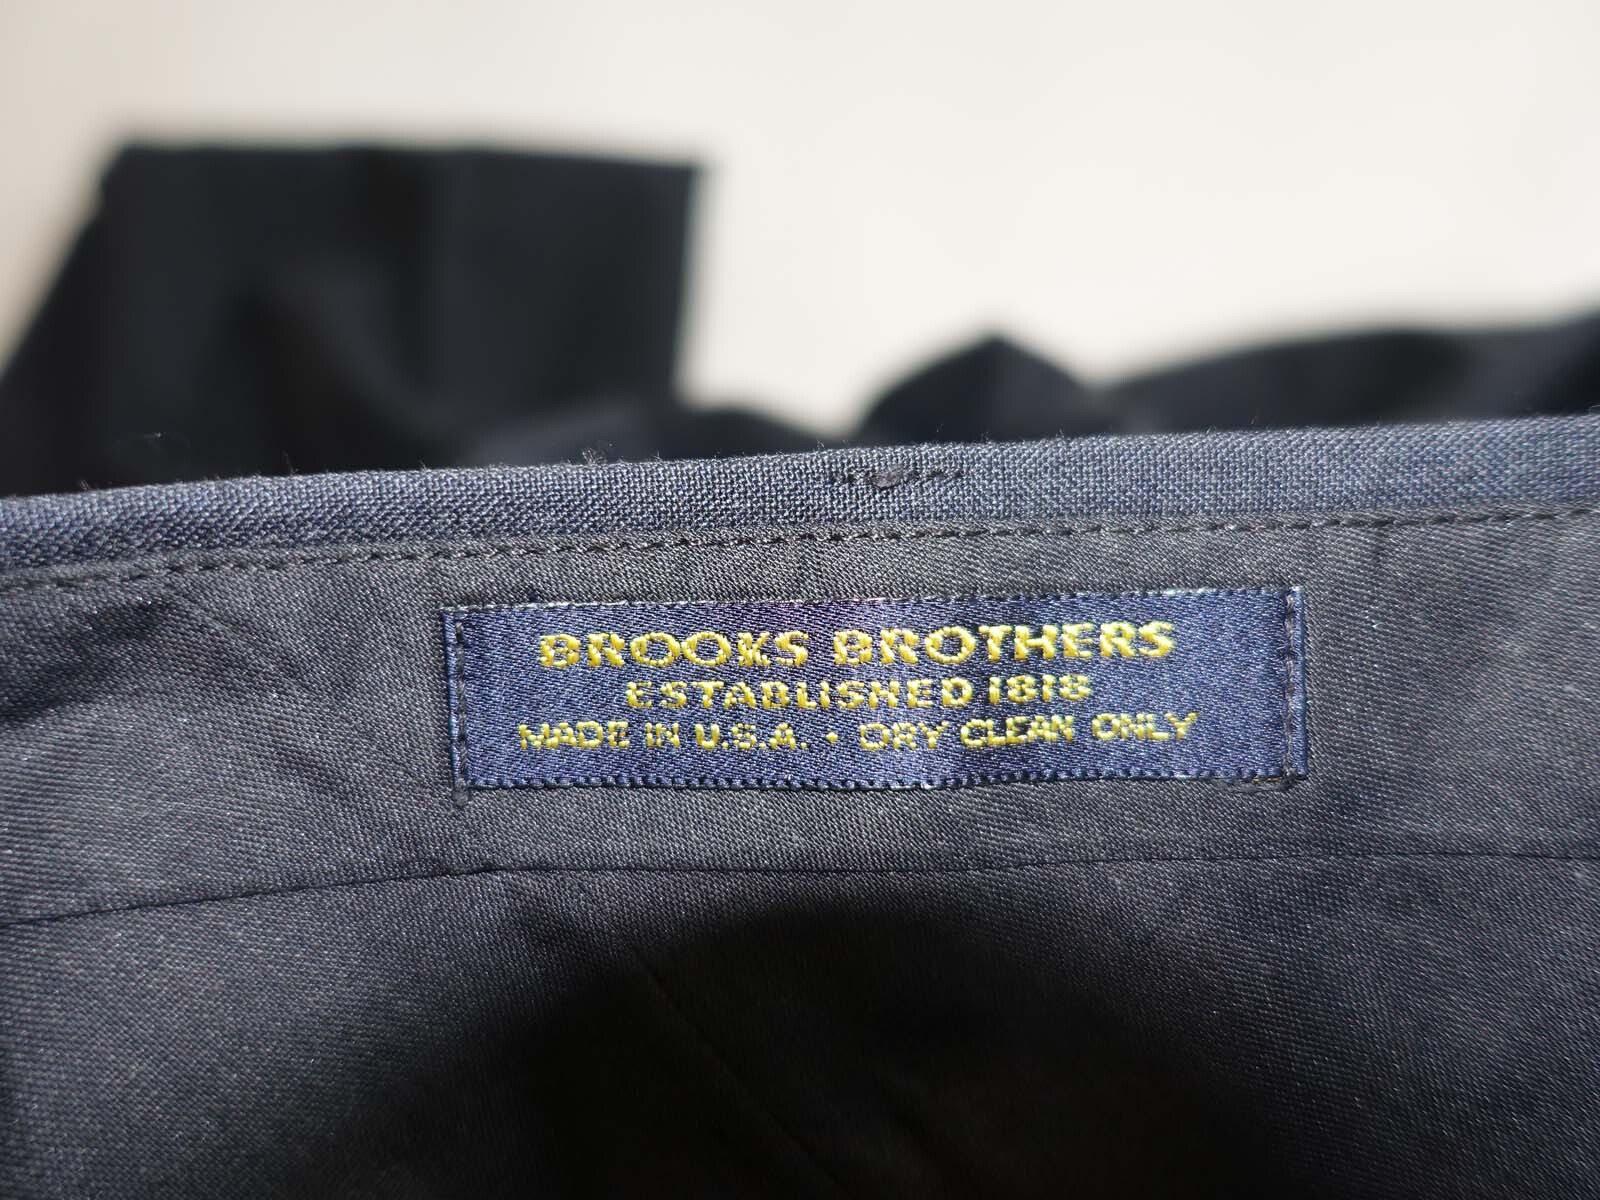 BROOKS BROTHERS
ESTABLISHED 1818
MADE IN U.S.A. · DRY CLEAN ONLY